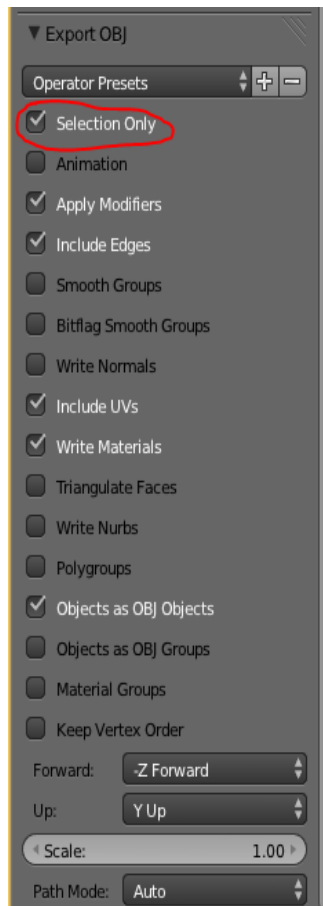 Export OBJ
Operator Presets
Selection Only
Animation
Apply Modifiers
Include Edges
Smooth Groups
Bitflag Smooth Groups
Write Normals
Include UVs
Write Materials
Triangulate Faces
Write Nurbs
Polygroups
Objects as OBJ Objects
Objects as OBJ Groups
Material Groups
Keep Vertex Order
Forward: -Z Forward
Up: Y Up
Scale: 1.00
Path Mode: Auto